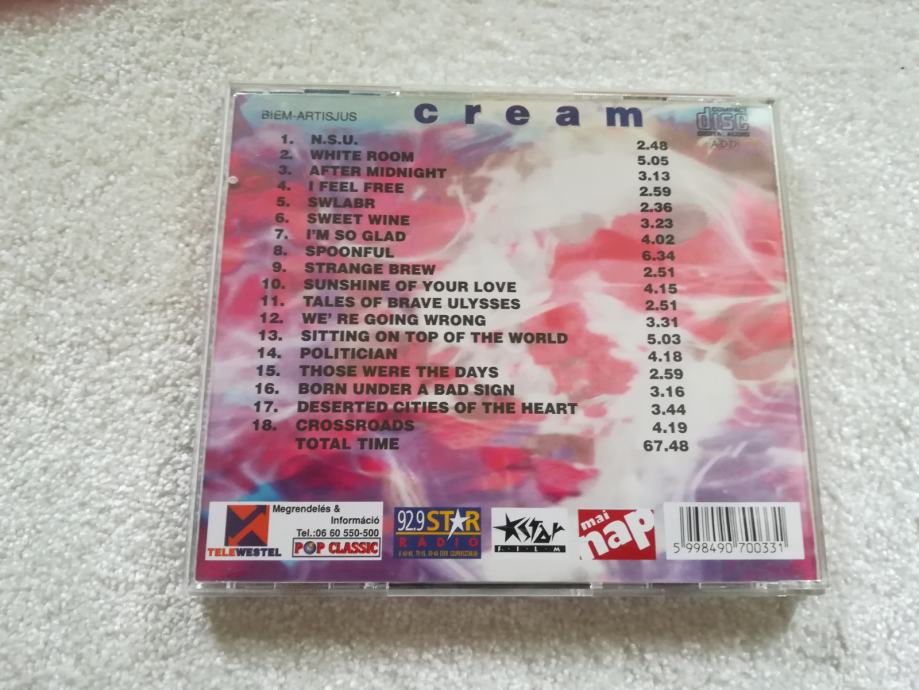 BIEM-ARTISJUS
cream
COMPACT
disc
DIGITAL AUDIO
ADD
1. N.S.U. 2.48
2. WHITE ROOM 5.05
3. AFTER MIDNIGHT 3.13
4. I FEEL FREE 2.59
5. SWLABR 2.36
6. SWEET WINE 3.23
7. I'M SO GLAD 4.02
8. SPOONFUL 6.34
9. STRANGE BREW 2.51
10. SUNSHINE OF YOUR LOVE 4.15
11. TALES OF BRAVE ULYSSES 2.51
12. WE' RE GOING WRONG 3.31
13. SITTING ON TOP OF THE WORLD 5.03
14. POLITICIAN 4.18
15. THOSE WERE THE DAYS 2.59
16. BORN UNDER A BAD SIGN 3.16
17. DESERTED CITIES OF THE HEART 3.44
18. CROSSROADS 4.19
TOTAL TIME 67.48
TELEWESTEL
Megrendelés &
Információ
Tel.:06 60 550-500
POP CLASSIC
92.9 STAR
RÁDIÓ
Star
FILM
mai
nap
5 998490 700331